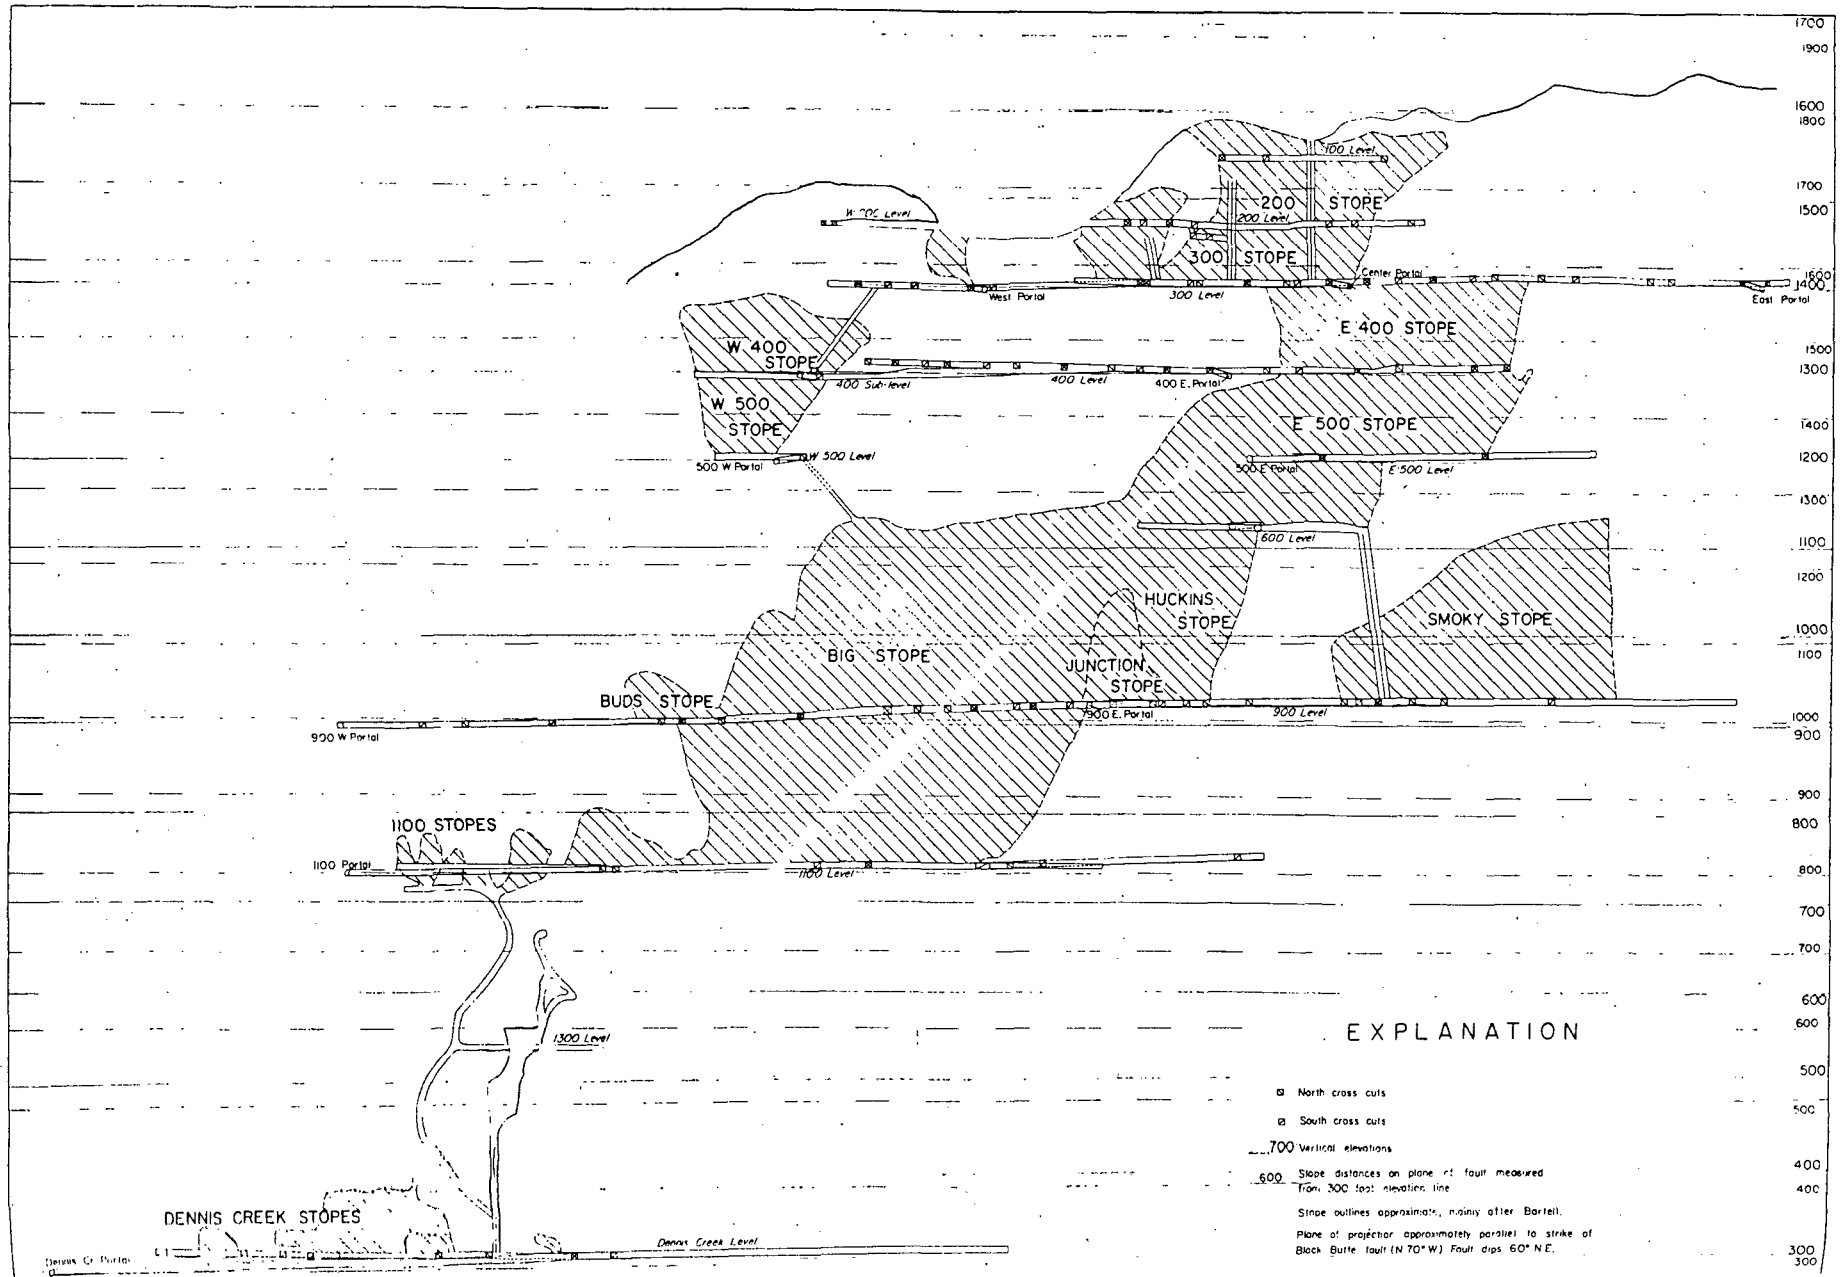 1700
1900
1600
1800
100 Level
1700
200 STOPE
1500
200 Level
300 STOPE
Center Portal
1600
1400
West Portal
300 Level
East Portal
E 400 STOPE
W 400
STOPE
1500
1300
400 Sub-level
400 Level
400 E. Portal
W 500
STOPE
E 500 STOPE
1400
1200
500 W Portal
W 500 Level
500 E Portal
E 500 Level
1300
600 Level
1100
1200
HUCKINS
STOPE
SMOKY STOPE
1000
1100
BIG STOPE
JUNCTION
STOPE
BUDS STOPE
900 W Portal
900 E. Portal
900 Level
1000
900
900
800
1100 STOPES
1100 Portal
1100 Level
800
700
700
600
600
1300 Level
500
500
400
400
EXPLANATION
North cross cuts
South cross cuts
700 Vertical elevations
600 Slope distances on plane of fault measured
from 300 foot elevation line
Stope outlines approximate, mainly after Bartell.
Plane of projection approximately parallel to strike of
Black Butte fault (N 70° W) Fault dips 60° N E.
DENNIS CREEK STOPES
Dennis Cr Portal
Dennis Creek Level
300
300